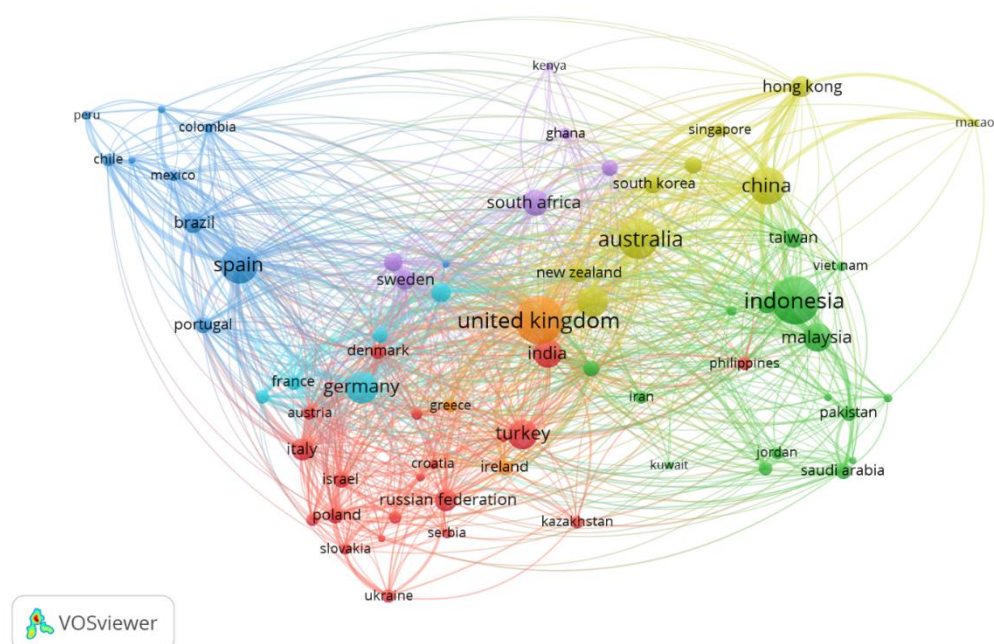 kenya
hong kong
peru
colombia
ghana
singapore
macao
chile
mexico
south korea
china
south africa
brazil
australia
taiwan
spain
sweden
new zealand
viet nam
indonesia
portugal
united kingdom
malaysia
denmark
india
philippines
france
germany
iran
austria
greece
pakistan
turkey
italy
croatia
ireland
kuwait
jordan
saudi arabia
israel
russian federation
poland
kazakhstan
serbia
slovakia
ukraine
VOSviewer